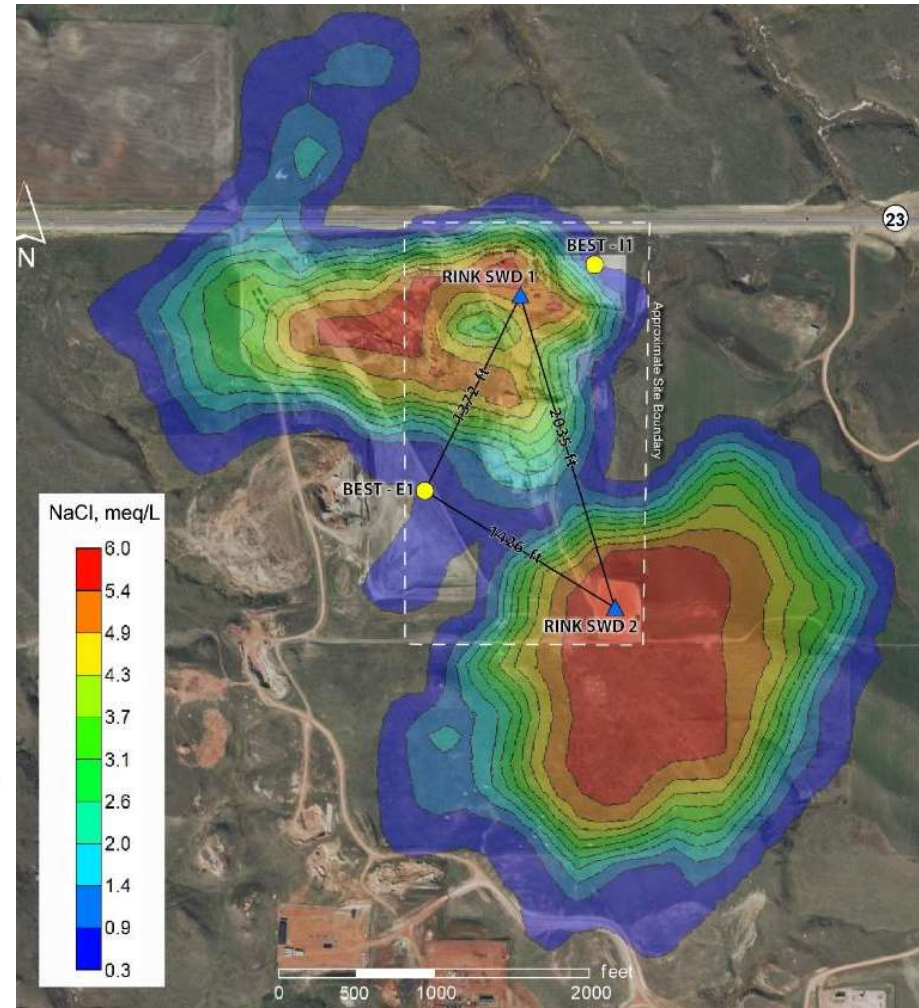 23
N
BEST - I1
RINK SWD 1
Approximate Site Boundary
1372 ft
2035 ft
BEST - E1
1426 ft
RINK SWD 2
NaCl, meq/L
6.0
5.4
4.9
4.3
3.7
3.1
2.6
2.0
1.4
0.9
0.3
feet
0 500 1000 2000